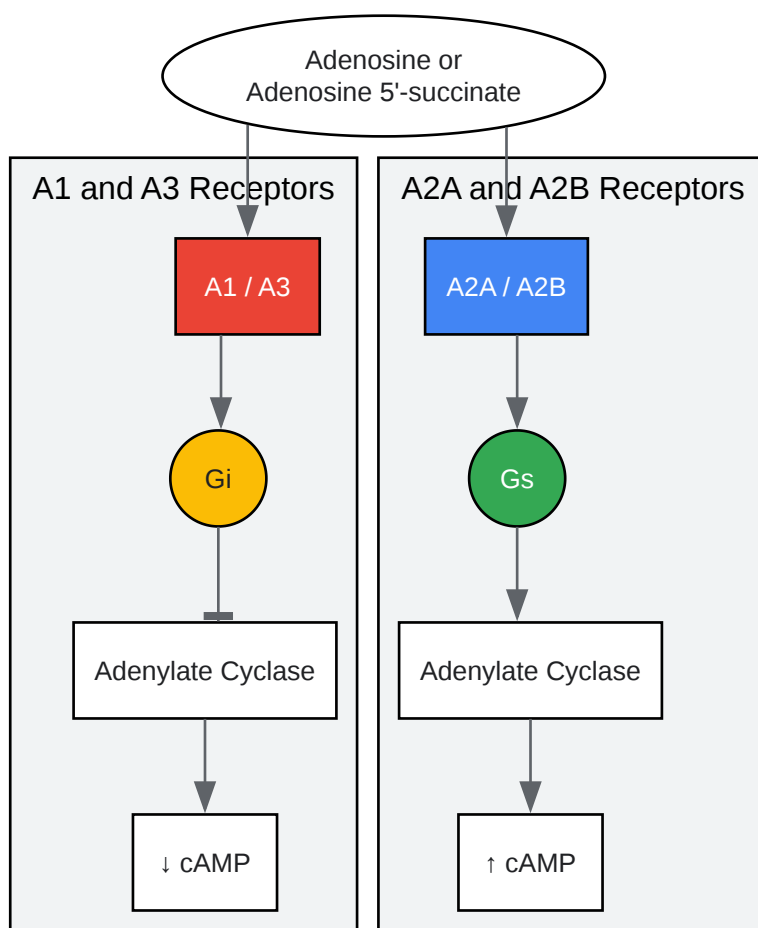 Adenosine or
Adenosine 5'-succinate
A1 and A3 Receptors
A1 / A3
Gi
Adenylate Cyclase
↓ cAMP
A2A and A2B Receptors
A2A / A2B
Gs
Adenylate Cyclase
↑ cAMP